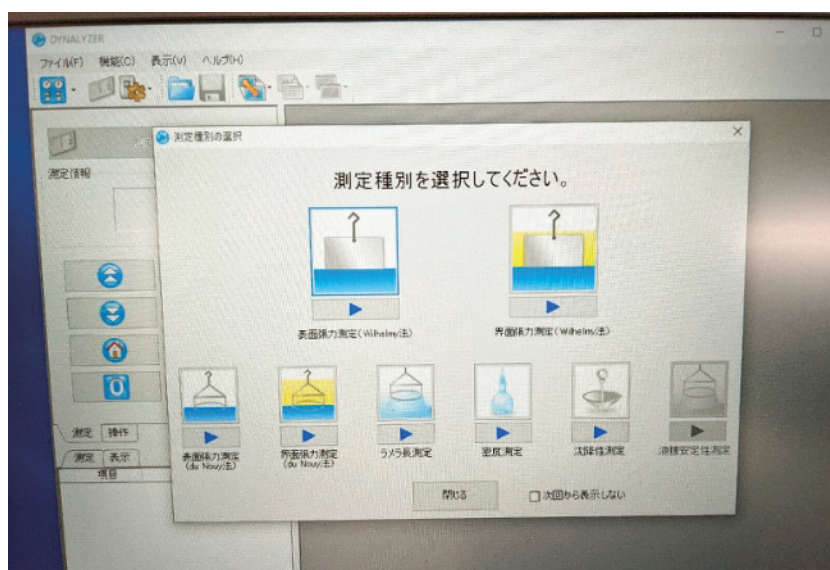 DYNALYZER
ファイル(F) 機能(C) 表示(V) ヘルプ(H)
測定種別の選択
測定情報
測定種別を選択してください。
表面張力測定(Wilhelmy法)
界面張力測定(Wilhelmy法)
表面張力測定
(du Nouy法)
界面張力測定
(du Nouy法)
ラメラ長測定
密度測定
沈降性測定
液膜安定性測定
測定 操作
測定 表示
項目
閉じる
次回から表示しない